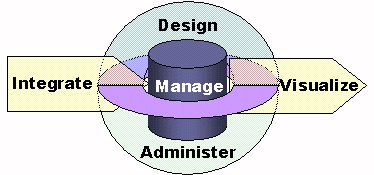 Design
Integrate
Manage
Visualize
Administer